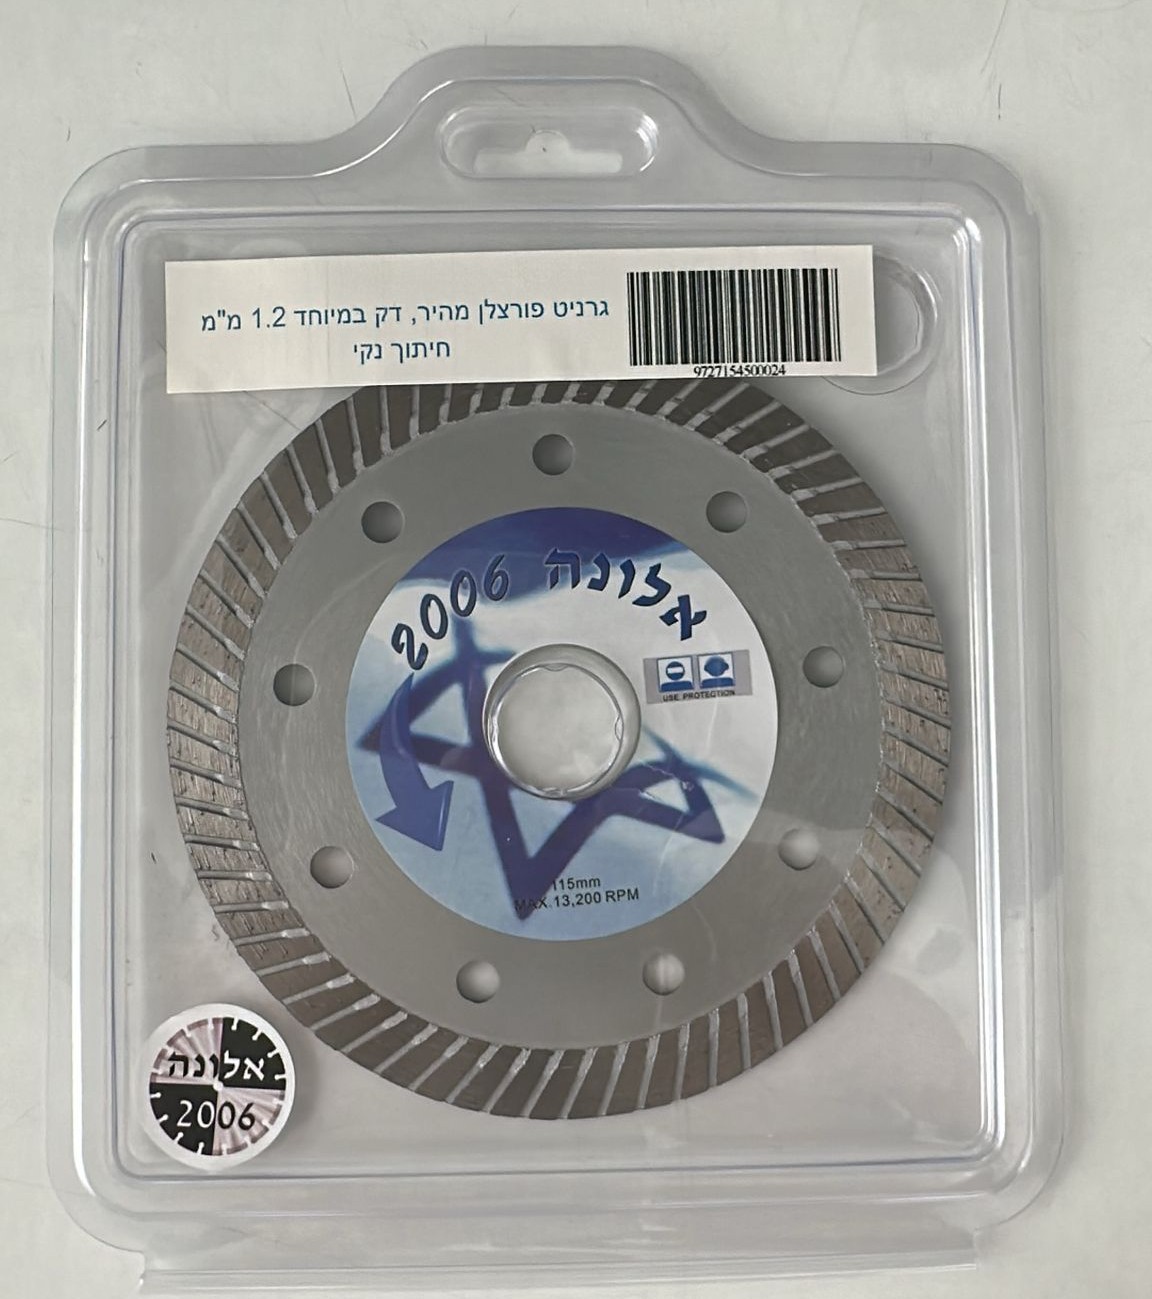 גרניט פורצלן מהיר, דק במיוחד 1.2 מ"מ
חיתוך נקי
9727154500024
אלונה 2006
USE PROTECTION
115mm
MAX.13,200 RPM
אלונה
2006